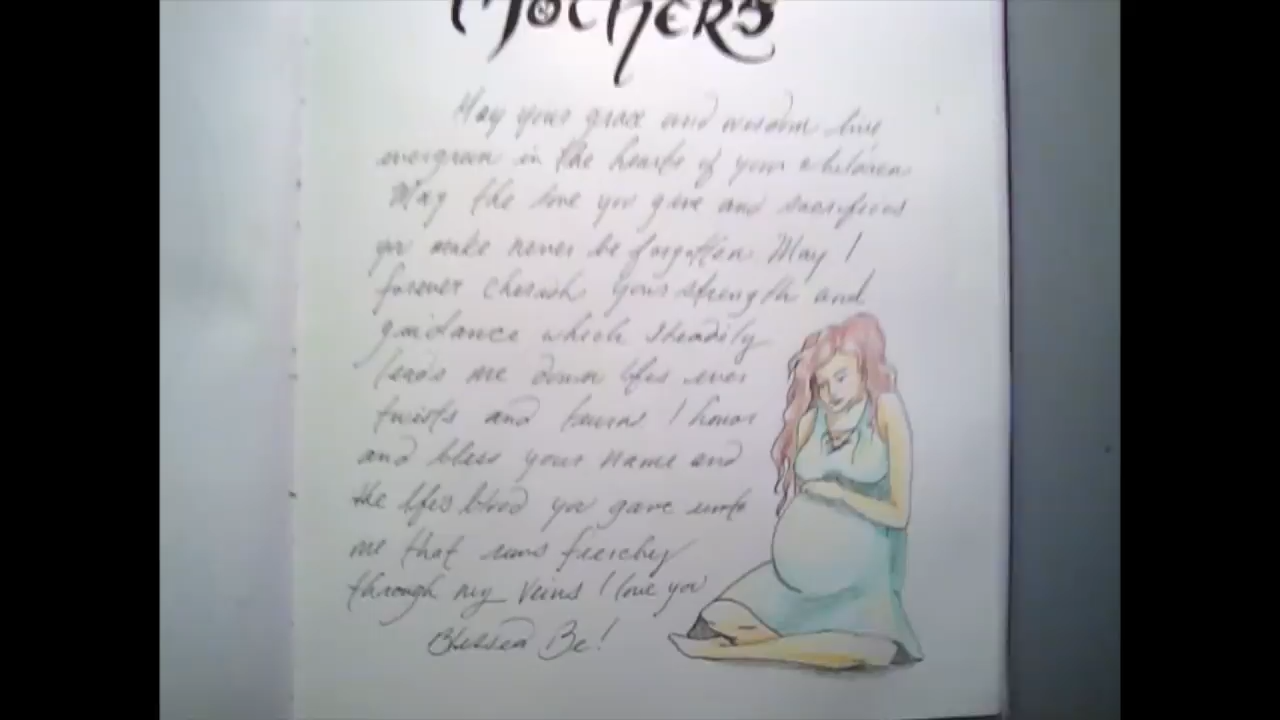 Mothers
May your grace and wisdom live
evergreen in the hearts of your children
May the love you give and sacrifices
you make never be forgotten. May I
forever cherish your strength and
guidance which steadily
leads me down lifes ever
twists and turns. I honor
and bless your name and
the lifes blood you gave unto
me that runs fiercley
through my veins I love you
Blessed Be!